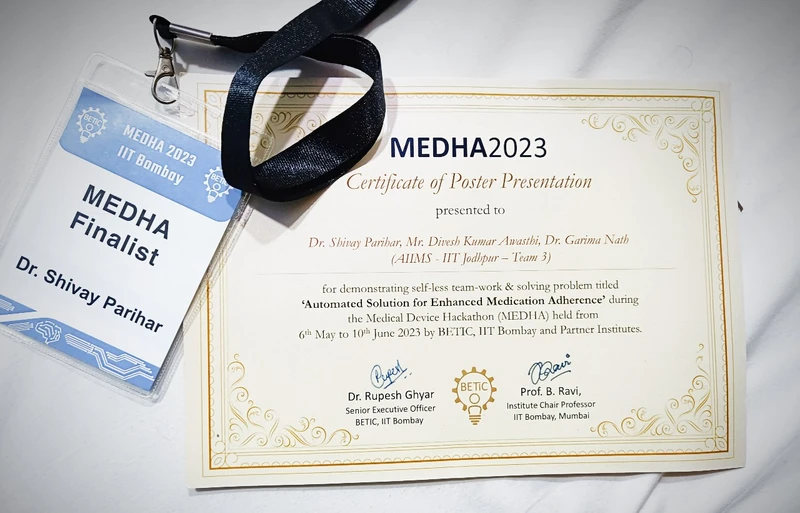 BETIC
MEDHA 2023
IIT Bombay
BETIC
MEDHA
Finalist
Dr. Shivay Parihar
MEDHA2023
Certificate of Poster Presentation
presented to
Dr. Shivay Parihar, Mr. Divesh Kumar Awasthi, Dr. Garima Nath
(AIIMS - IIT Jodhpur – Team 3)
for demonstrating self-less team-work & solving problem titled
‘Automated Solution for Enhanced Medication Adherence’ during
the Medical Device Hackathon (MEDHA) held from
6th May to 10th June 2023 by BETIC, IIT Bombay and Partner Institutes.
Dr. Rupesh Ghyar
Senior Executive Officer
BETIC, IIT Bombay
BETIC
Prof. B. Ravi,
Institute Chair Professor
IIT Bombay, Mumbai